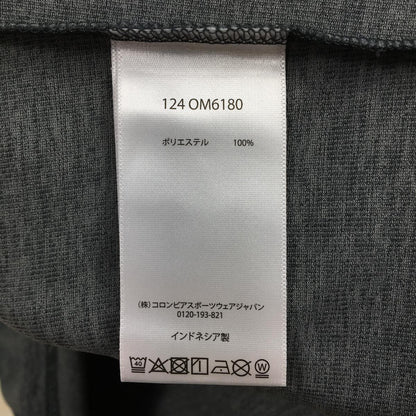 124 OM6180
ポリエステル 100%
(株)コロンビアスポーツウェアジャパン
0120-193-821
インドネシア製